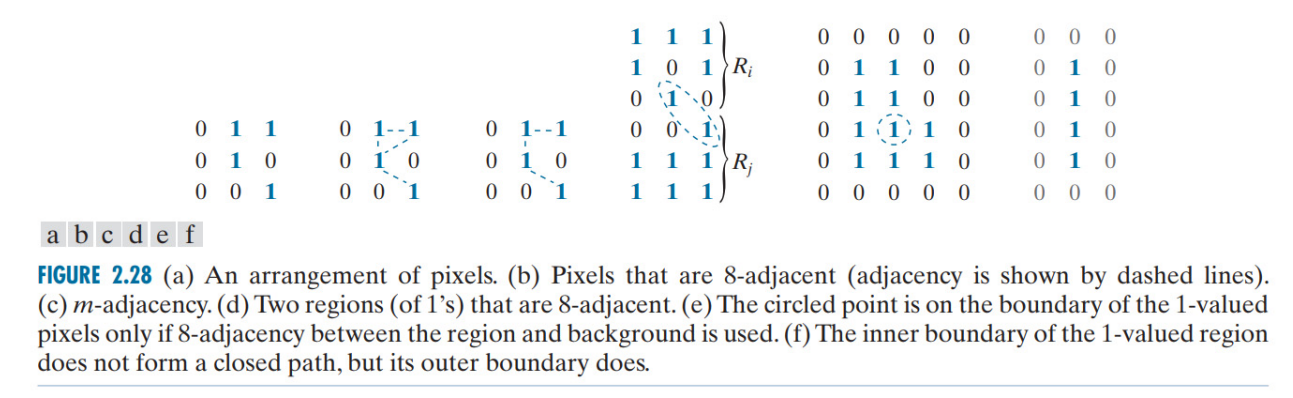 1 1 1
0 0 0 0 0
0 0 0
1 0 1 Rᵢ
0 1 1 0 0
0 1 0
0 1 0
0 1 1 0 0
0 1 0
0 1 1
0 1--1
0 1--1
0 0 1
0 1 1 1 0
0 1 0
0 1 0
0 1 0
0 1 0
1 1 1 Rⱼ
0 1 1 1 0
0 1 0
0 0 1
0 0 1
0 0 1
1 1 1
0 0 0 0 0
0 0 0
a b c d e f
FIGURE 2.28 (a) An arrangement of pixels. (b) Pixels that are 8-adjacent (adjacency is shown by dashed lines).
(c) m-adjacency. (d) Two regions (of 1’s) that are 8-adjacent. (e) The circled point is on the boundary of the 1-valued
pixels only if 8-adjacency between the region and background is used. (f) The inner boundary of the 1-valued region
does not form a closed path, but its outer boundary does.